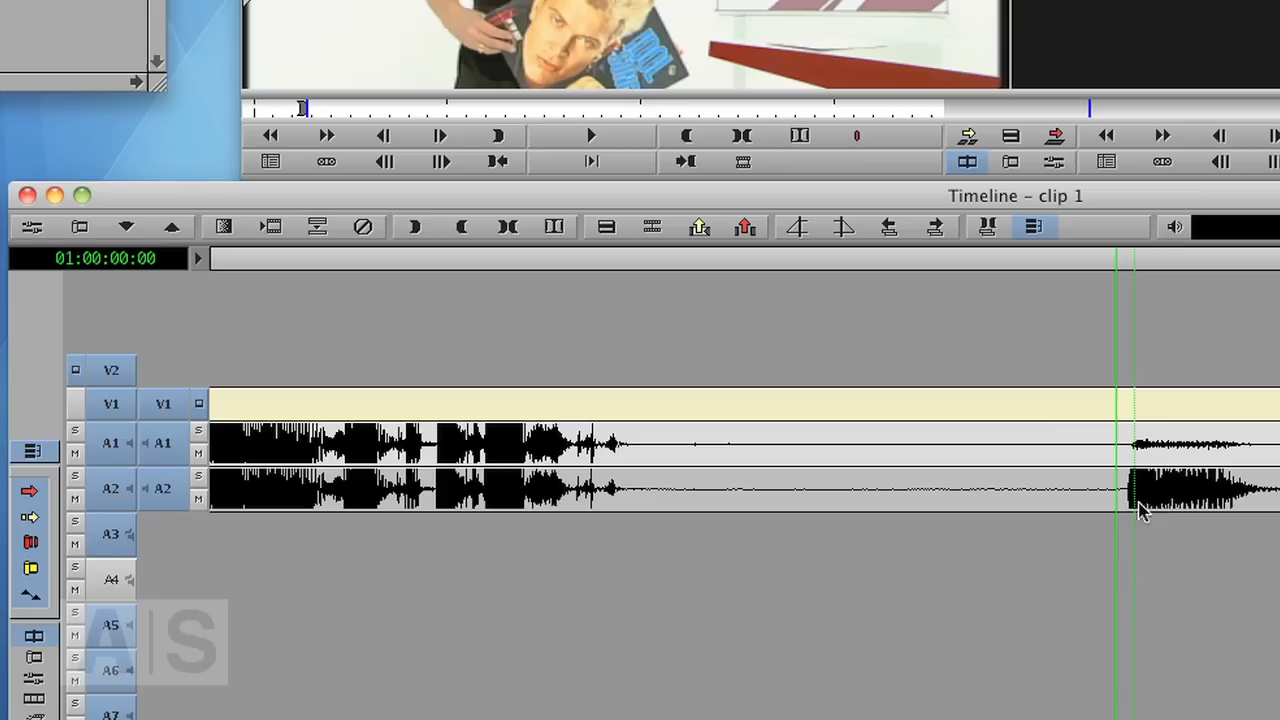 Timeline - clip 1
01:00:00:00
V2
V1 V1
S S
A1 A1
M M
S S
A2 A2
M M
S
A3
M
S
A4
M
S
A5
M
S
A6
M
S
A7
A|S